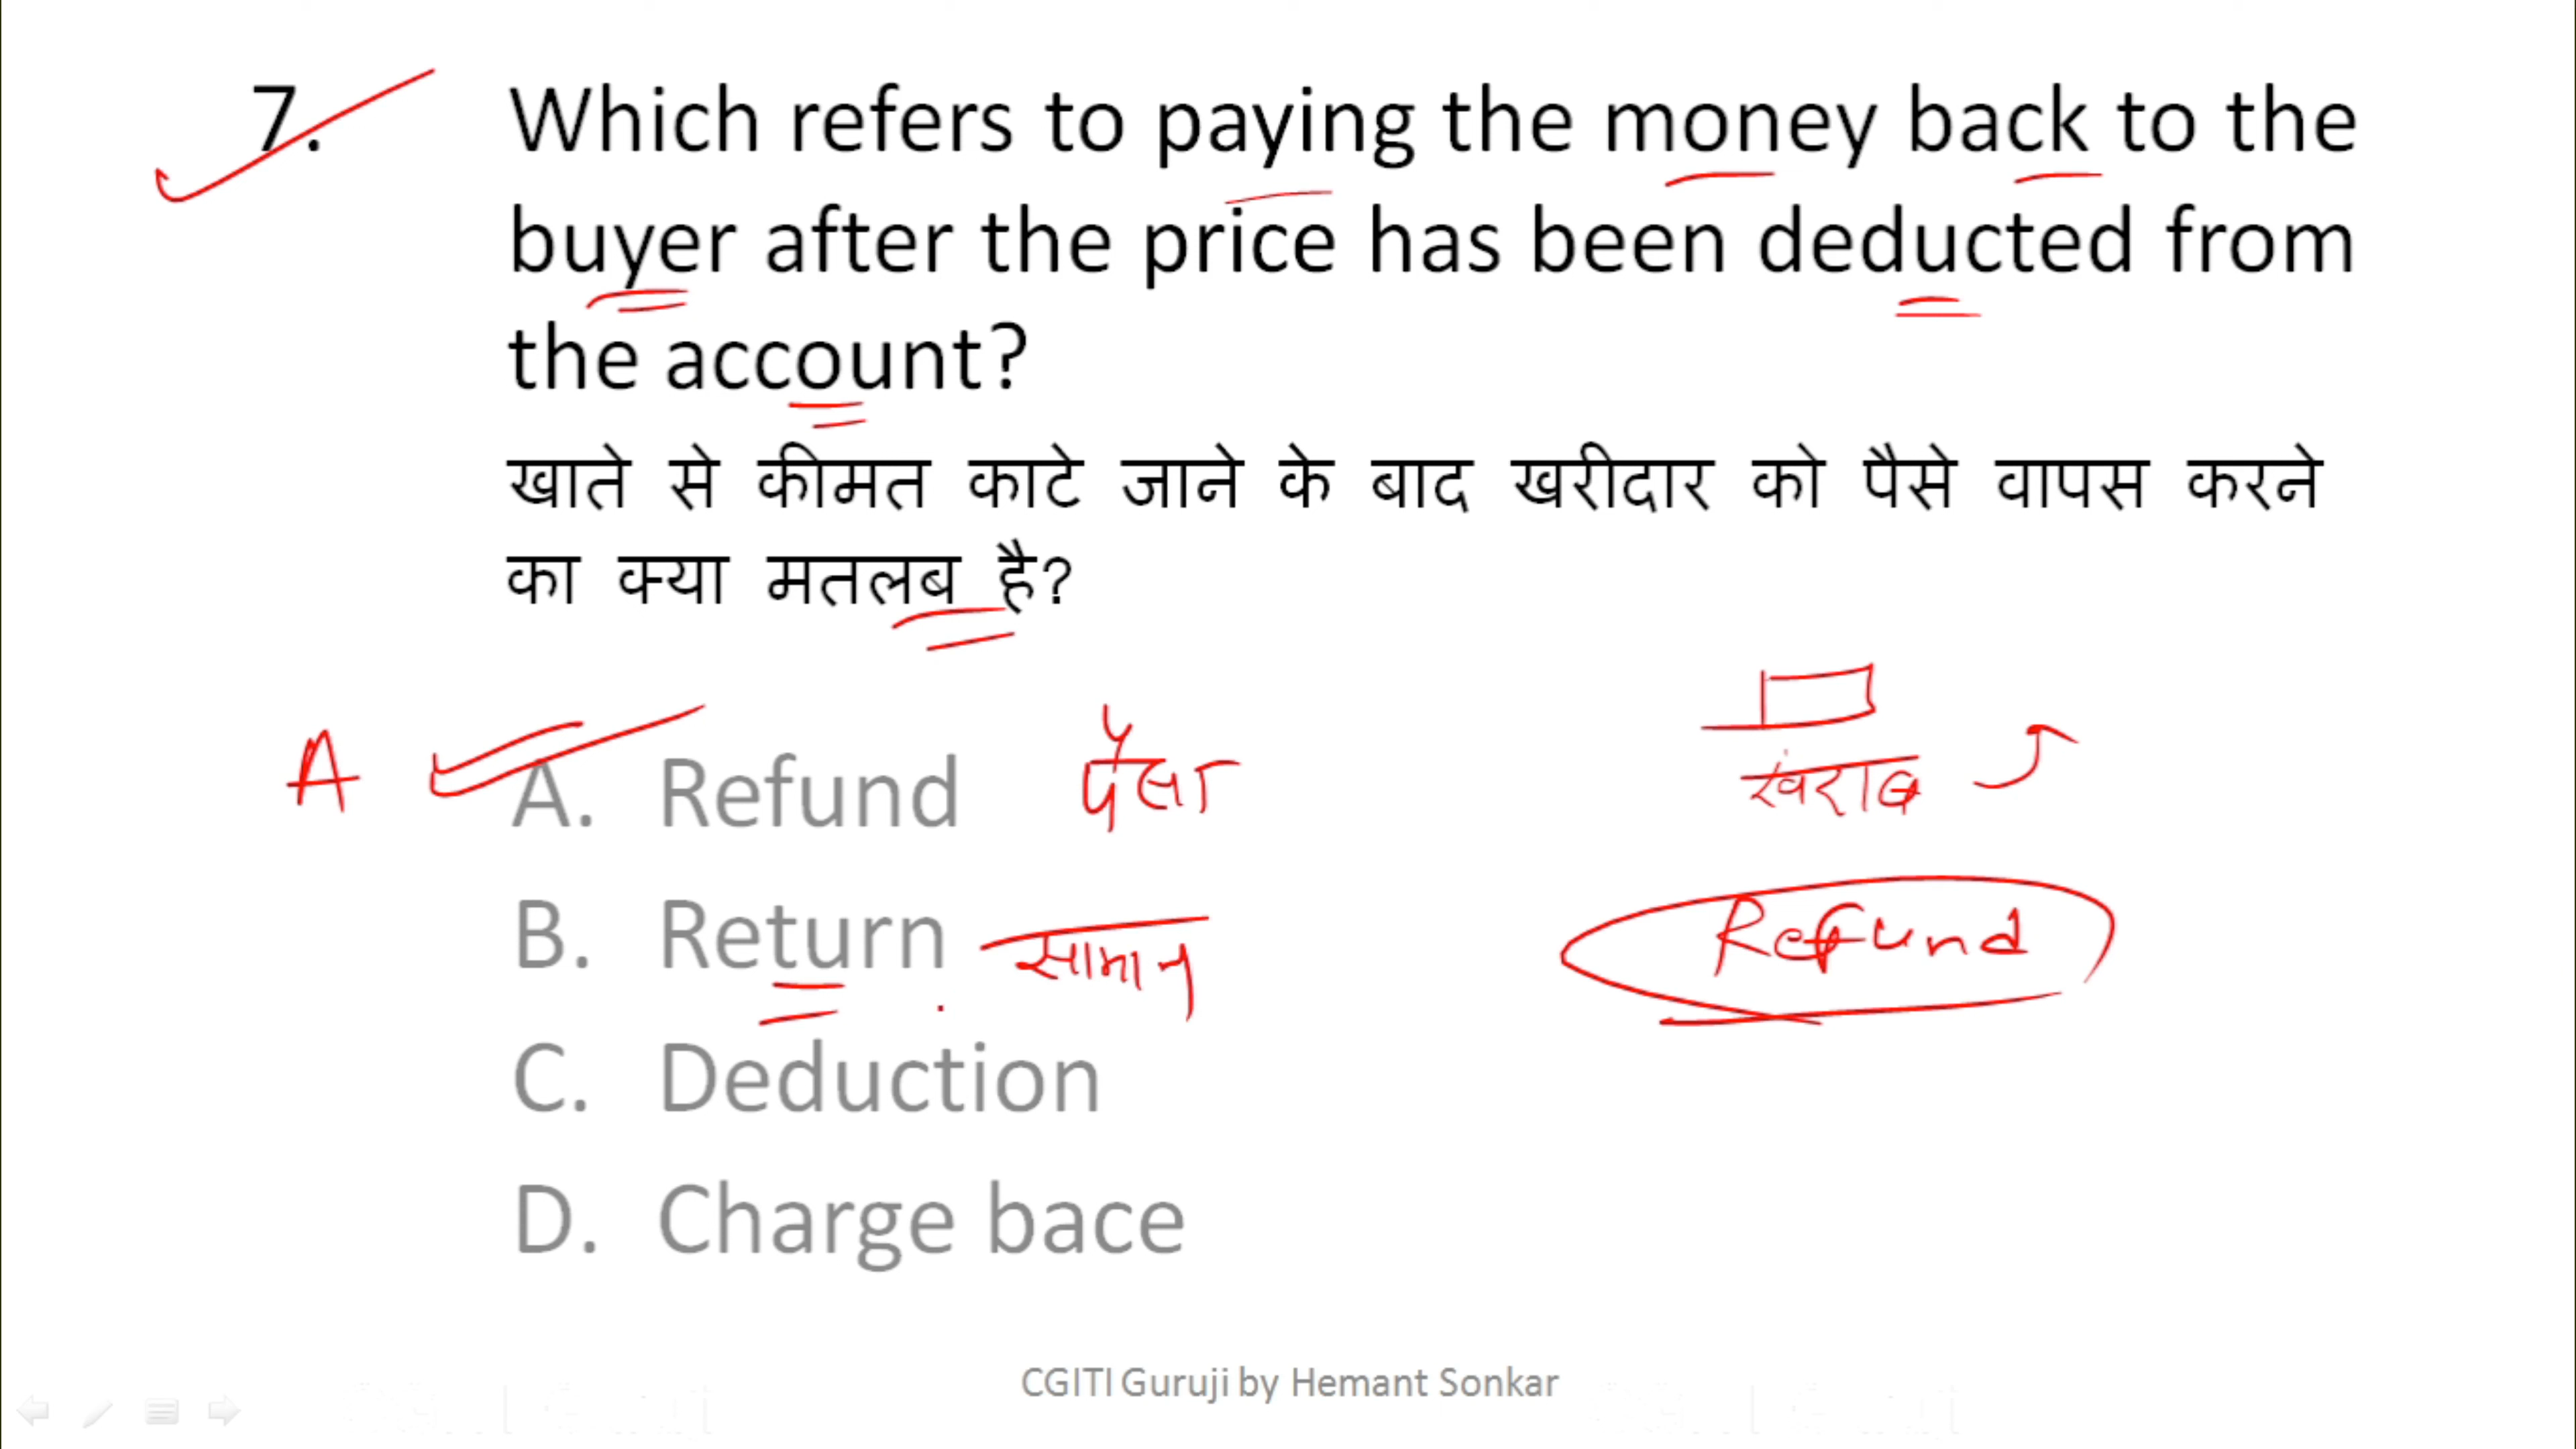 7. Which refers to paying the money back to the
buyer after the price has been deducted from
the account?
खाते से कीमत काटे जाने के बाद खरीदार को पैसे वापस करने
का क्या मतलब है?
A A. Refund पैसा
खराब
B. Return सामान
Refund
C. Deduction
D. Charge bace
CGITI Guruji by Hemant Sonkar